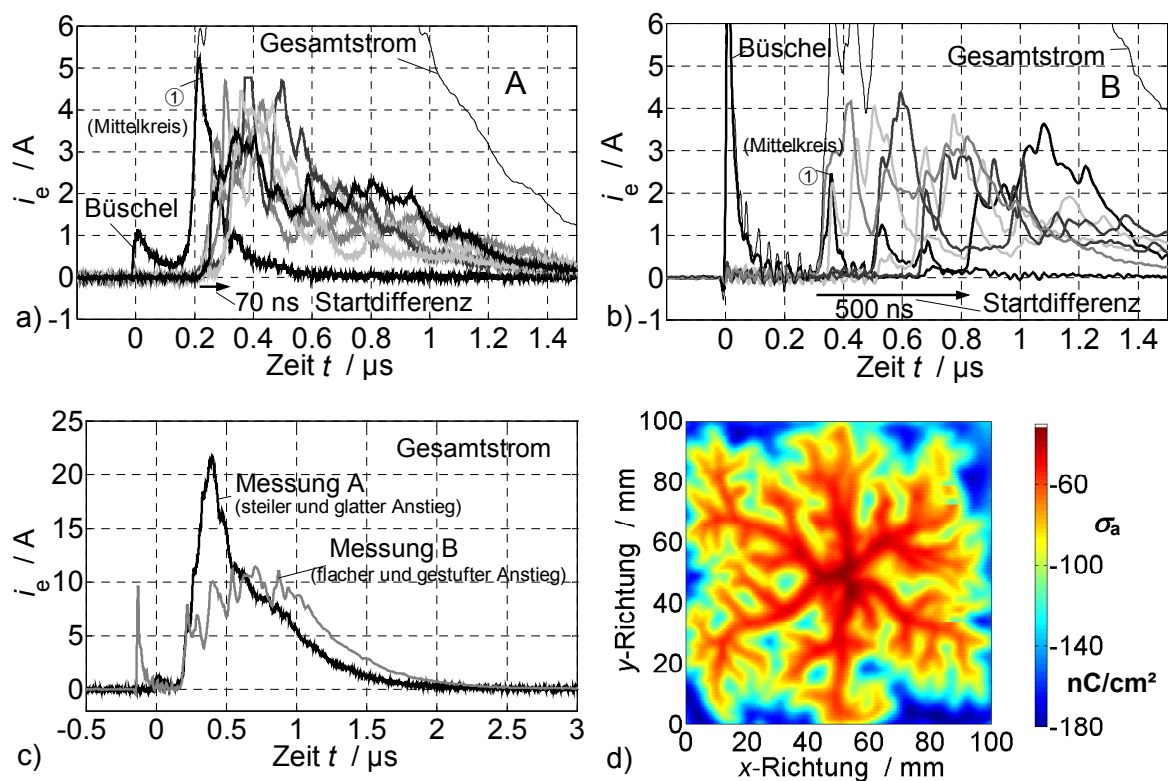 6
5
4
3
2
1
0
-1
i_e / A
Gesamtstrom
A
①
(Mittelkreis)
Büschel
70 ns Startdifferenz
0 0.2 0.4 0.6 0.8 1 1.2 1.4
Zeit t / µs
a)
6
5
4
3
2
1
0
-1
i_e / A
Büschel
Gesamtstrom
B
(Mittelkreis)
①
500 ns
Startdifferenz
0 0.2 0.4 0.6 0.8 1 1.2 1.4
Zeit t / µs
b)
25
20
15
10
5
0
i_e / A
Gesamtstrom
Messung A
(steiler und glatter Anstieg)
Messung B
(flacher und gestufter Anstieg)
-0.5 0 0.5 1 1.5 2 2.5 3
Zeit t / µs
c)
100
80
60
40
20
0
y-Richtung / mm
0 20 40 60 80 100
x-Richtung / mm
d)
-60
σa
-100
-140
nC/cm²
-180